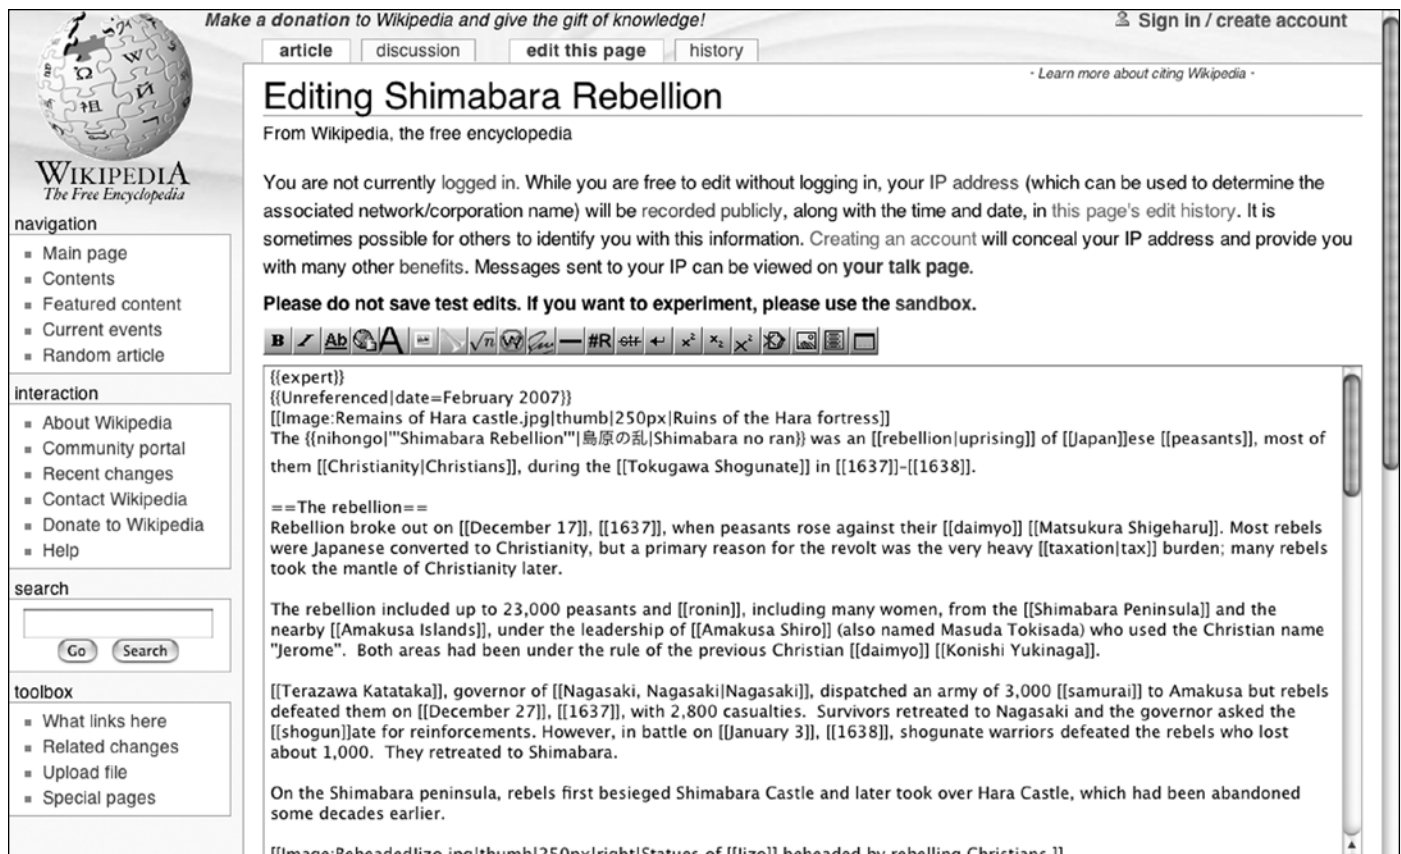 Make a donation to Wikipedia and give the gift of knowledge!
Sign in / create account
article
discussion
edit this page
history
- Learn more about citing Wikipedia -
Editing Shimabara Rebellion
From Wikipedia, the free encyclopedia
WIKIPEDIA
The Free Encyclopedia
You are not currently logged in. While you are free to edit without logging in, your IP address (which can be used to determine the
associated network/corporation name) will be recorded publicly, along with the time and date, in this page's edit history. It is
sometimes possible for others to identify you with this information. Creating an account will conceal your IP address and provide you
with many other benefits. Messages sent to your IP can be viewed on your talk page.
Please do not save test edits. If you want to experiment, please use the sandbox.
navigation
Main page
Contents
Featured content
Current events
Random article
interaction
About Wikipedia
Community portal
Recent changes
Contact Wikipedia
Donate to Wikipedia
Help
search
Go
Search
toolbox
What links here
Related changes
Upload file
Special pages
B I Ab A √n W — #R str x² x₂ x²
{{expert}}
{{Unreferenced|date=February 2007}}
[[Image:Remains of Hara castle.jpg|thumb|250px|Ruins of the Hara fortress]]
The {{nihongo|'''Shimabara Rebellion'''|島原の乱|Shimabara no ran}} was an [[rebellion|uprising]] of [[Japan]]ese [[peasants]], most of
them [[Christianity|Christians]], during the [[Tokugawa Shogunate]] in [[1637]]–[[1638]].
==The rebellion==
Rebellion broke out on [[December 17]], [[1637]], when peasants rose against their [[daimyo]] [[Matsukura Shigeharu]]. Most rebels
were Japanese converted to Christianity, but a primary reason for the revolt was the very heavy [[taxation|tax]] burden; many rebels
took the mantle of Christianity later.
The rebellion included up to 23,000 peasants and [[ronin]], including many women, from the [[Shimabara Peninsula]] and the
nearby [[Amakusa Islands]], under the leadership of [[Amakusa Shiro]] (also named Masuda Tokisada) who used the Christian name
"Jerome".  Both areas had been under the rule of the previous Christian [[daimyo]] [[Konishi Yukinaga]].
[[Terazawa Katataka]], governor of [[Nagasaki, Nagasaki|Nagasaki]], dispatched an army of 3,000 [[samurai]] to Amakusa but rebels
defeated them on [[December 27]], [[1637]], with 2,800 casualties.  Survivors retreated to Nagasaki and the governor asked the
[[shogun]]ate for reinforcements. However, in battle on [[January 3]], [[1638]], shogunate warriors defeated the rebels who lost
about 1,000.  They retreated to Shimabara.
On the Shimabara peninsula, rebels first besieged Shimabara Castle and later took over Hara Castle, which had been abandoned
some decades earlier.
[[Image:BeheadedJizo.jpg|thumb|250px|right|Statues of [[Jizo]] beheaded by rebelling Christians.]]